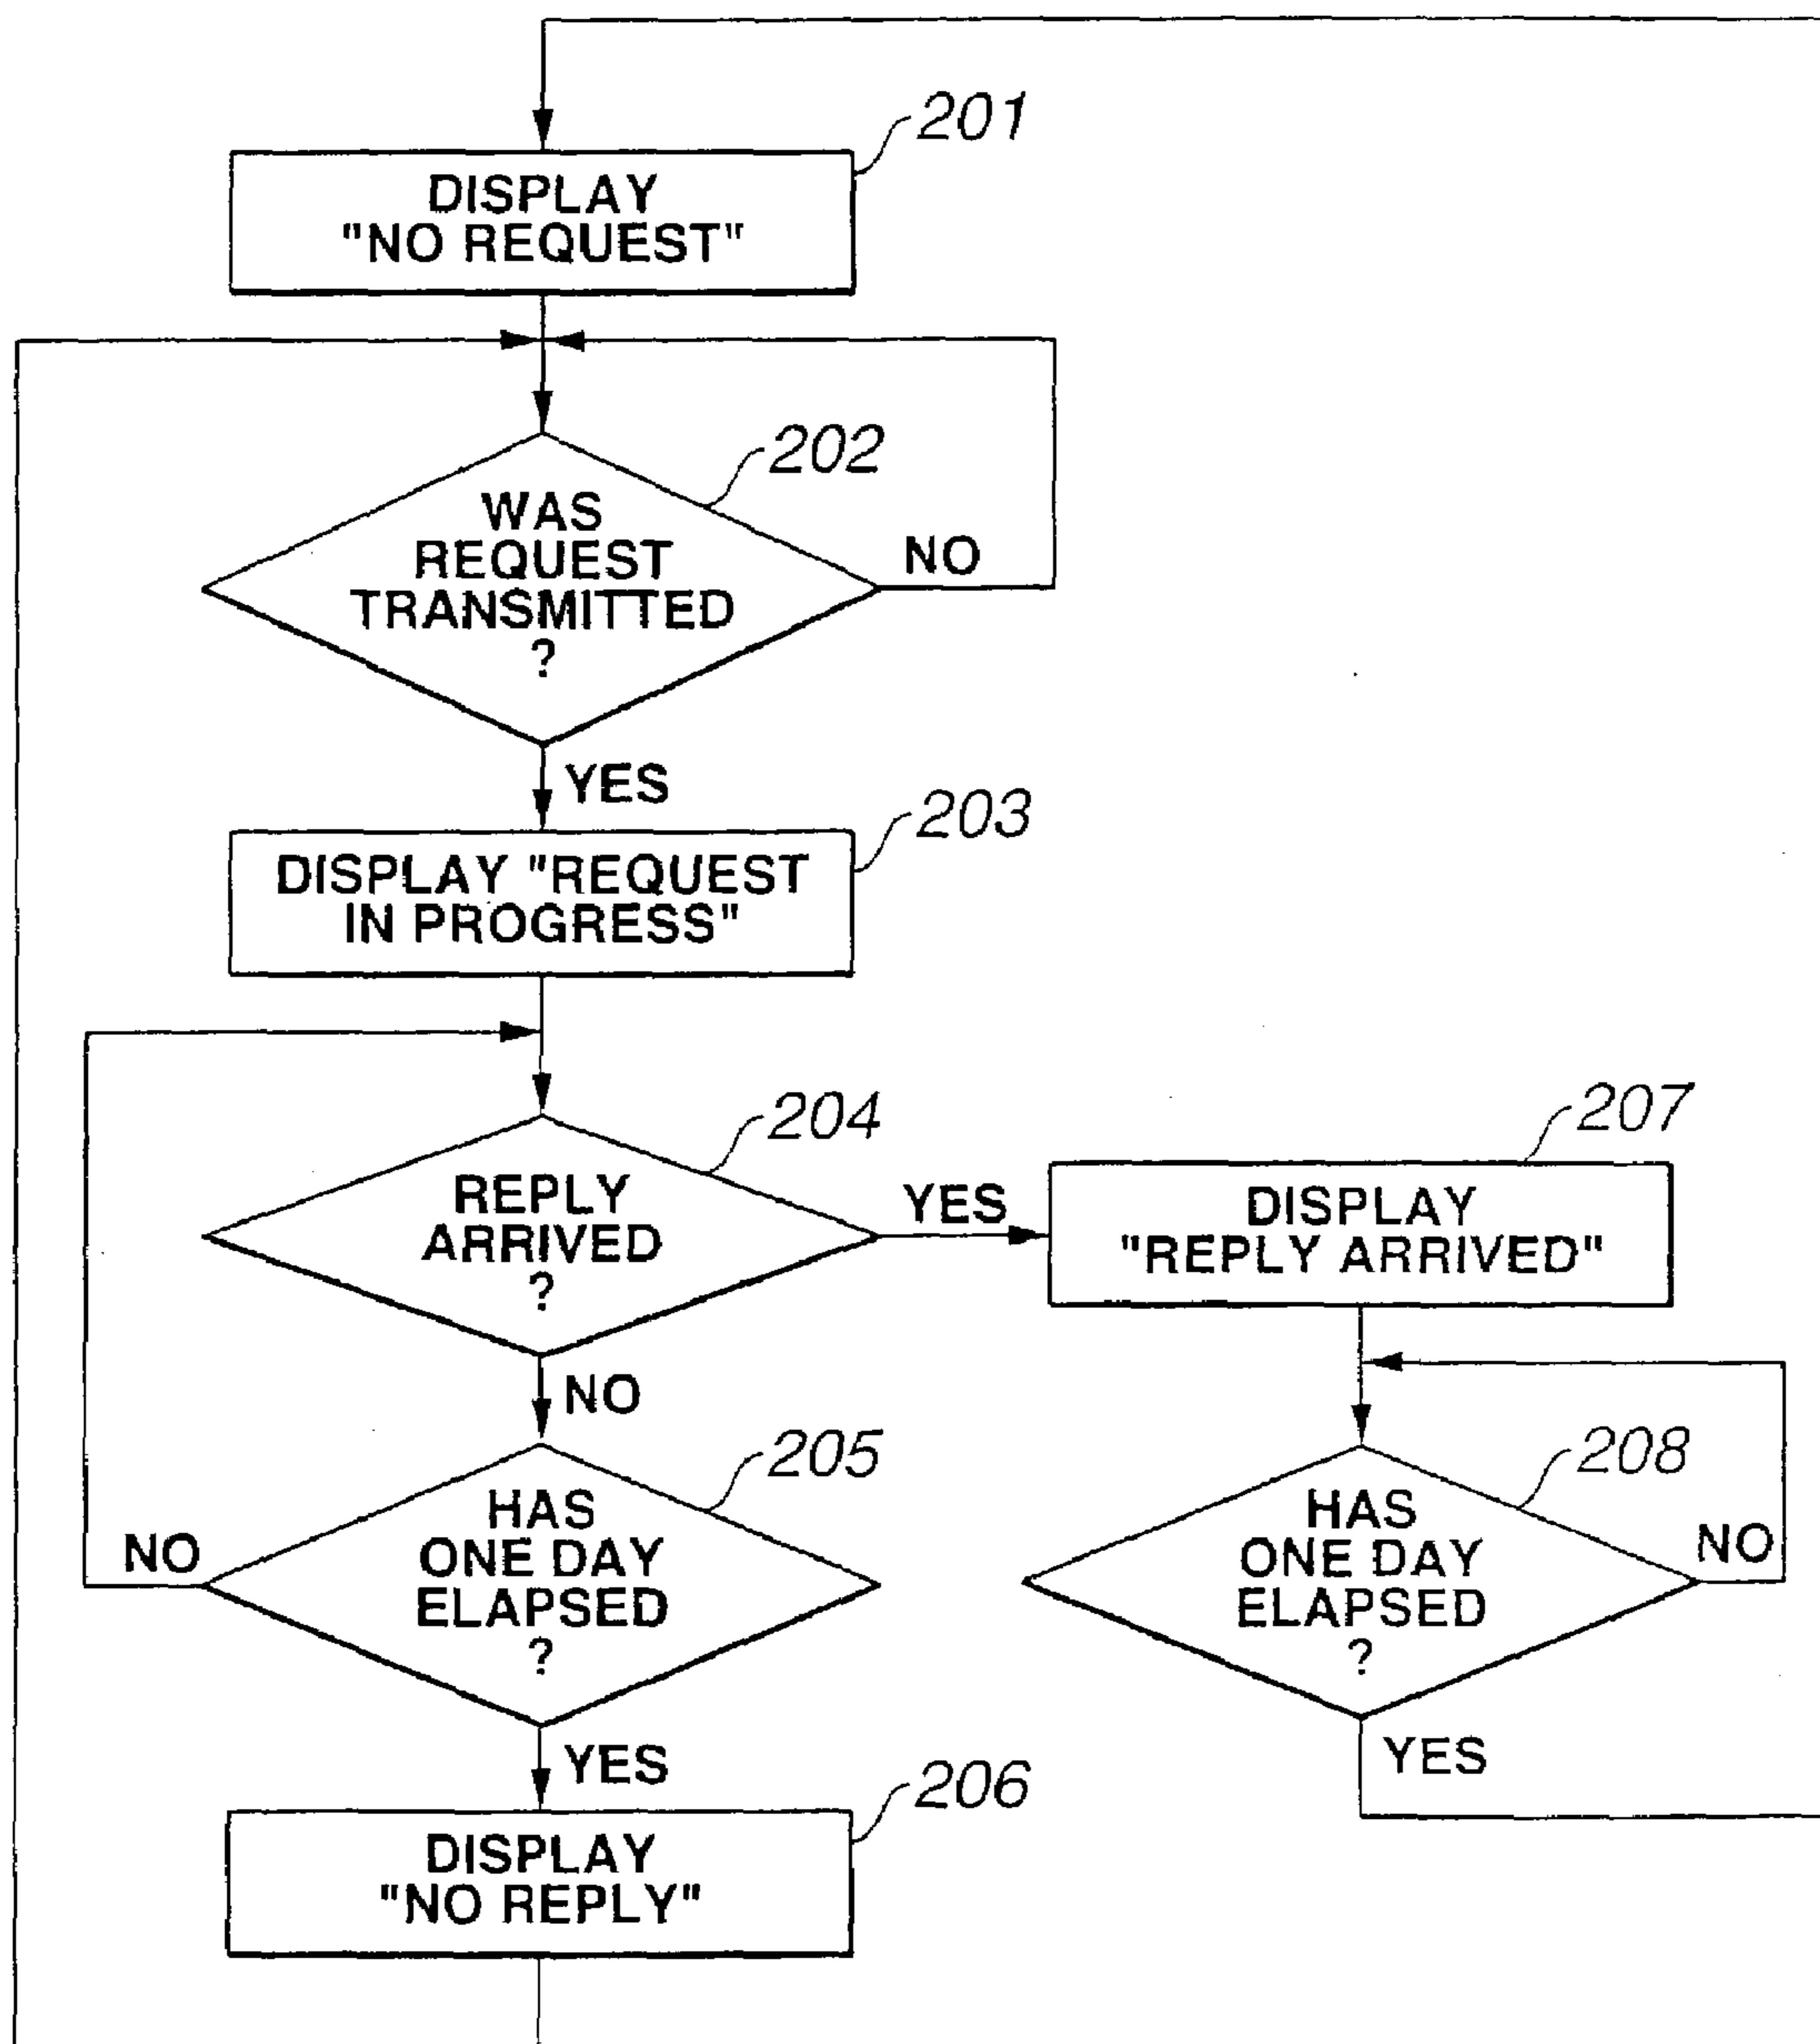 201
DISPLAY
"NO REQUEST"
202
WAS
REQUEST
TRANSMITTED
?
NO
YES
203
DISPLAY "REQUEST
IN PROGRESS"
204
REPLY
ARRIVED
?
YES
NO
207
DISPLAY
"REPLY ARRIVED"
205
HAS
ONE DAY
ELAPSED
?
NO
YES
208
HAS
ONE DAY
ELAPSED
?
NO
YES
206
DISPLAY
"NO REPLY"